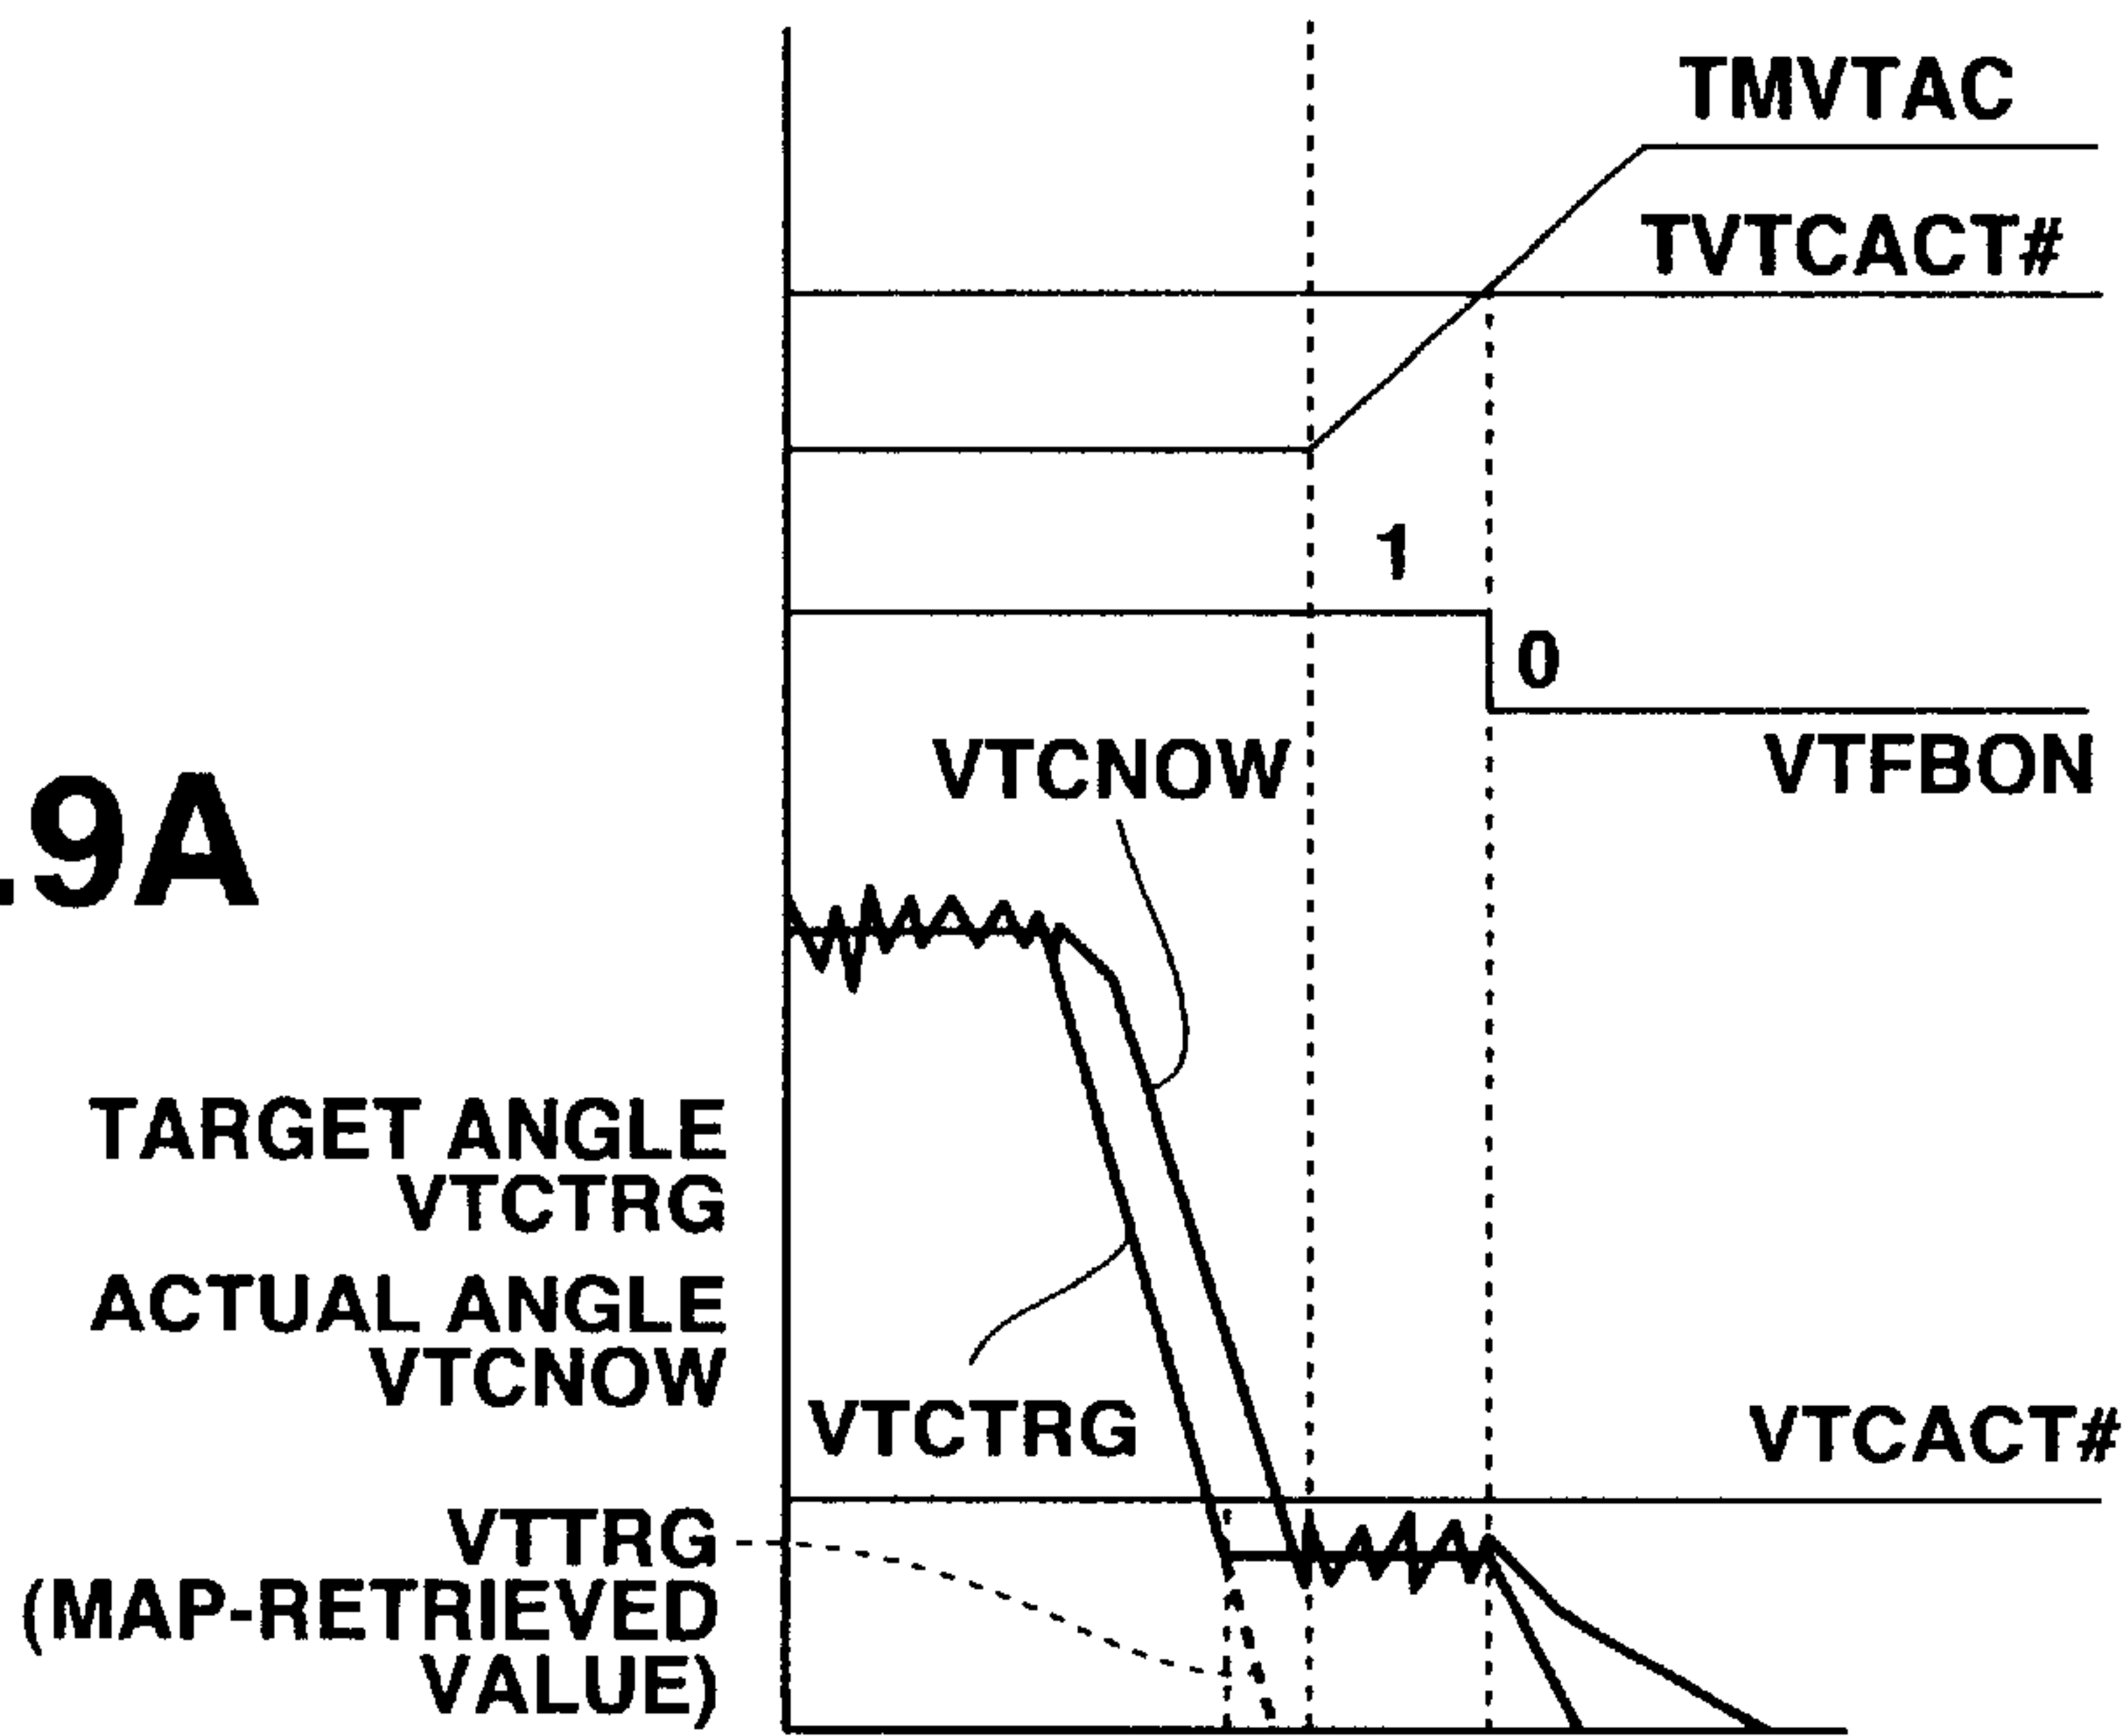 TMVTAC
TVTCACT#
1
0
VTCNOW
VTFBON
.9A
TARGET ANGLE
VTCTRG
ACTUAL ANGLE
VTCNOW
VTCTRG
VTCACT#
VTTRG
(MAP-RETRIEVED
VALUE)